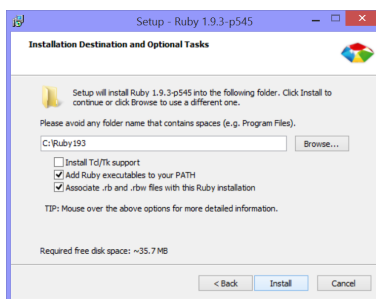 Setup - Ruby 1.9.3-p545
Installation Destination and Optional Tasks
Setup will install Ruby 1.9.3-p545 into the following folder. Click Install to
continue or click Browse to use a different one.
Please avoid any folder name that contains spaces (e.g. Program Files).
C:\Ruby193
Browse...
Install Td/Tk support
Add Ruby executables to your PATH
Associate .rb and .rbw files with this Ruby installation
TIP: Mouse over the above options for more detailed information.
Required free disk space: ~35.7 MB
< Back
Install
Cancel